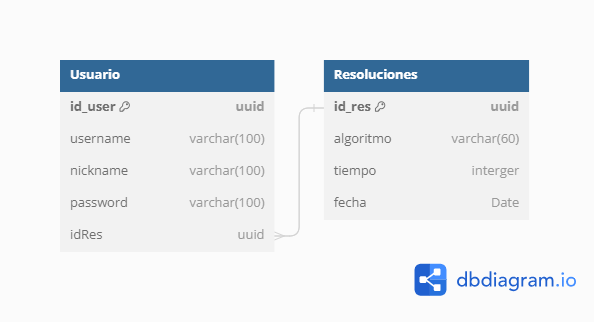 Usuario
id_user uuid
username varchar(100)
nickname varchar(100)
password varchar(100)
idRes uuid
Resoluciones
id_res uuid
algoritmo varchar(60)
tiempo interger
fecha Date
dbdiagram.io